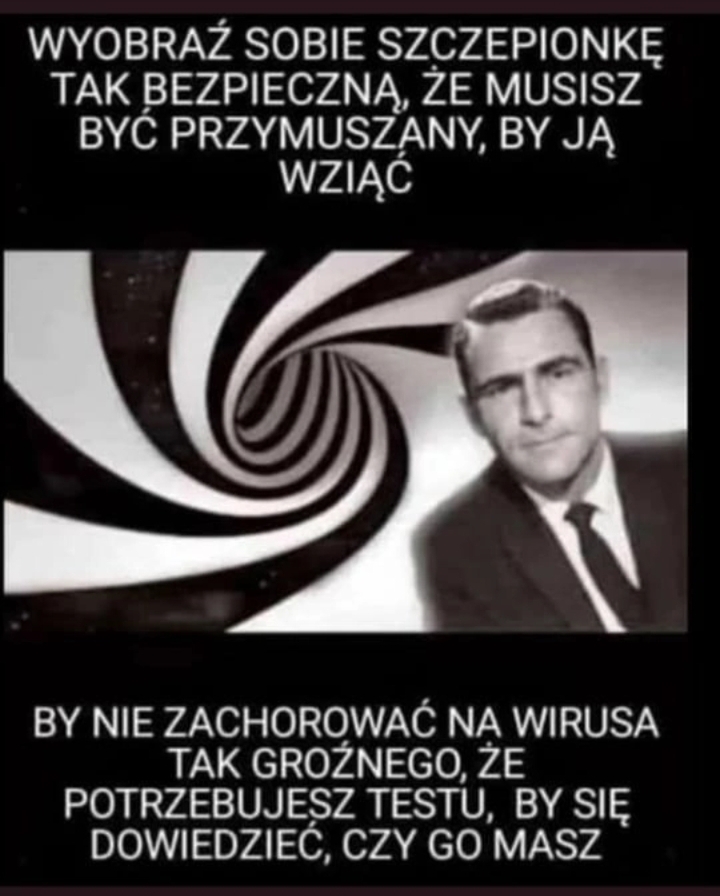 WYOBRAŹ SOBIE SZCZEPIONKĘ
TAK BEZPIECZNĄ, ŻE MUSISZ
BYĆ PRZYMUSZANY, BY JĄ
WZIĄĆ
BY NIE ZACHOROWAĆ NA WIRUSA
TAK GROŹNEGO, ŻE
POTRZEBUJESZ TESTU, BY SIĘ
DOWIEDZIEĆ, CZY GO MASZ